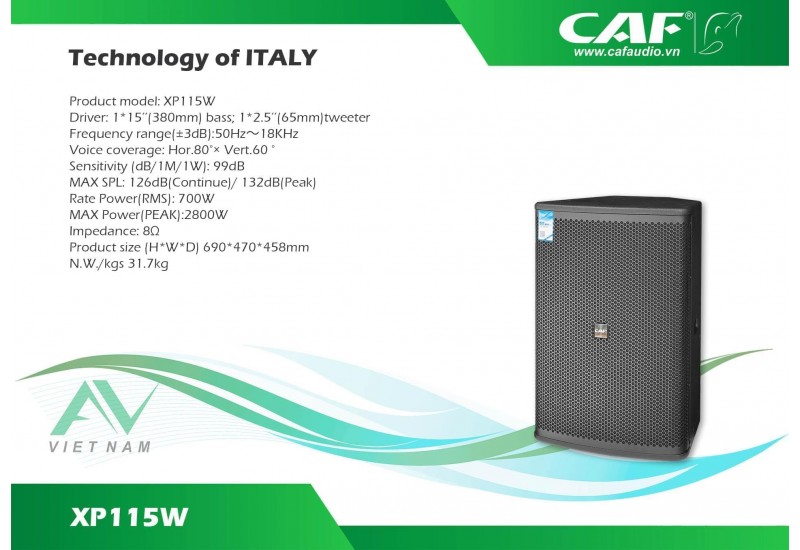 Technology of ITALY
CAF®
www.cafaudio.vn
Product model: XP115W
Driver: 1*15''(380mm) bass; 1*2.5''(65mm)tweeter
Frequency range(±3dB):50Hz～18KHz
Voice coverage: Hor.80°× Vert.60 °
Sensitivity (dB/1M/1W): 99dB
MAX SPL: 126dB(Continue)/ 132dB(Peak)
Rate Power(RMS): 700W
MAX Power(PEAK):2800W
Impedance: 8Ω
Product size (H*W*D) 690*470*458mm
N.W./kgs 31.7kg
CAF
AV
VIET NAM
XP115W